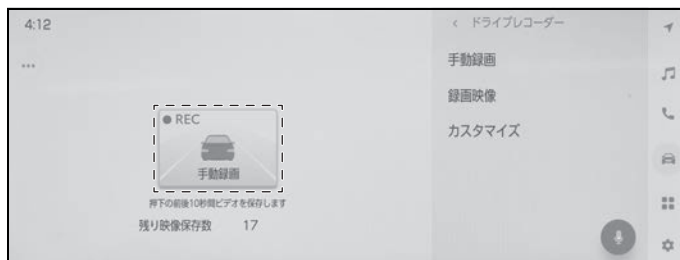 4:12
...
● REC
手動録画
押下の前後10秒間ビデオを保存します
残り映像保存数 17
< ドライブレコーダー
手動録画
録画映像
カスタマイズ